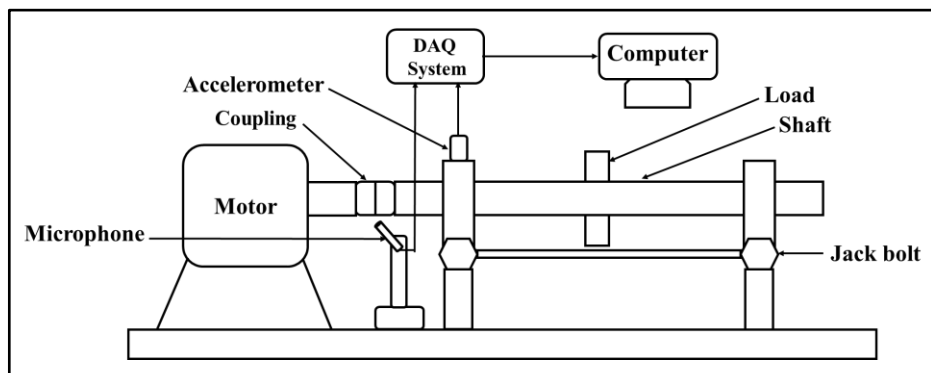 DAQ
System
Computer
Accelerometer
Coupling
Load
Shaft
Motor
Microphone
Jack bolt